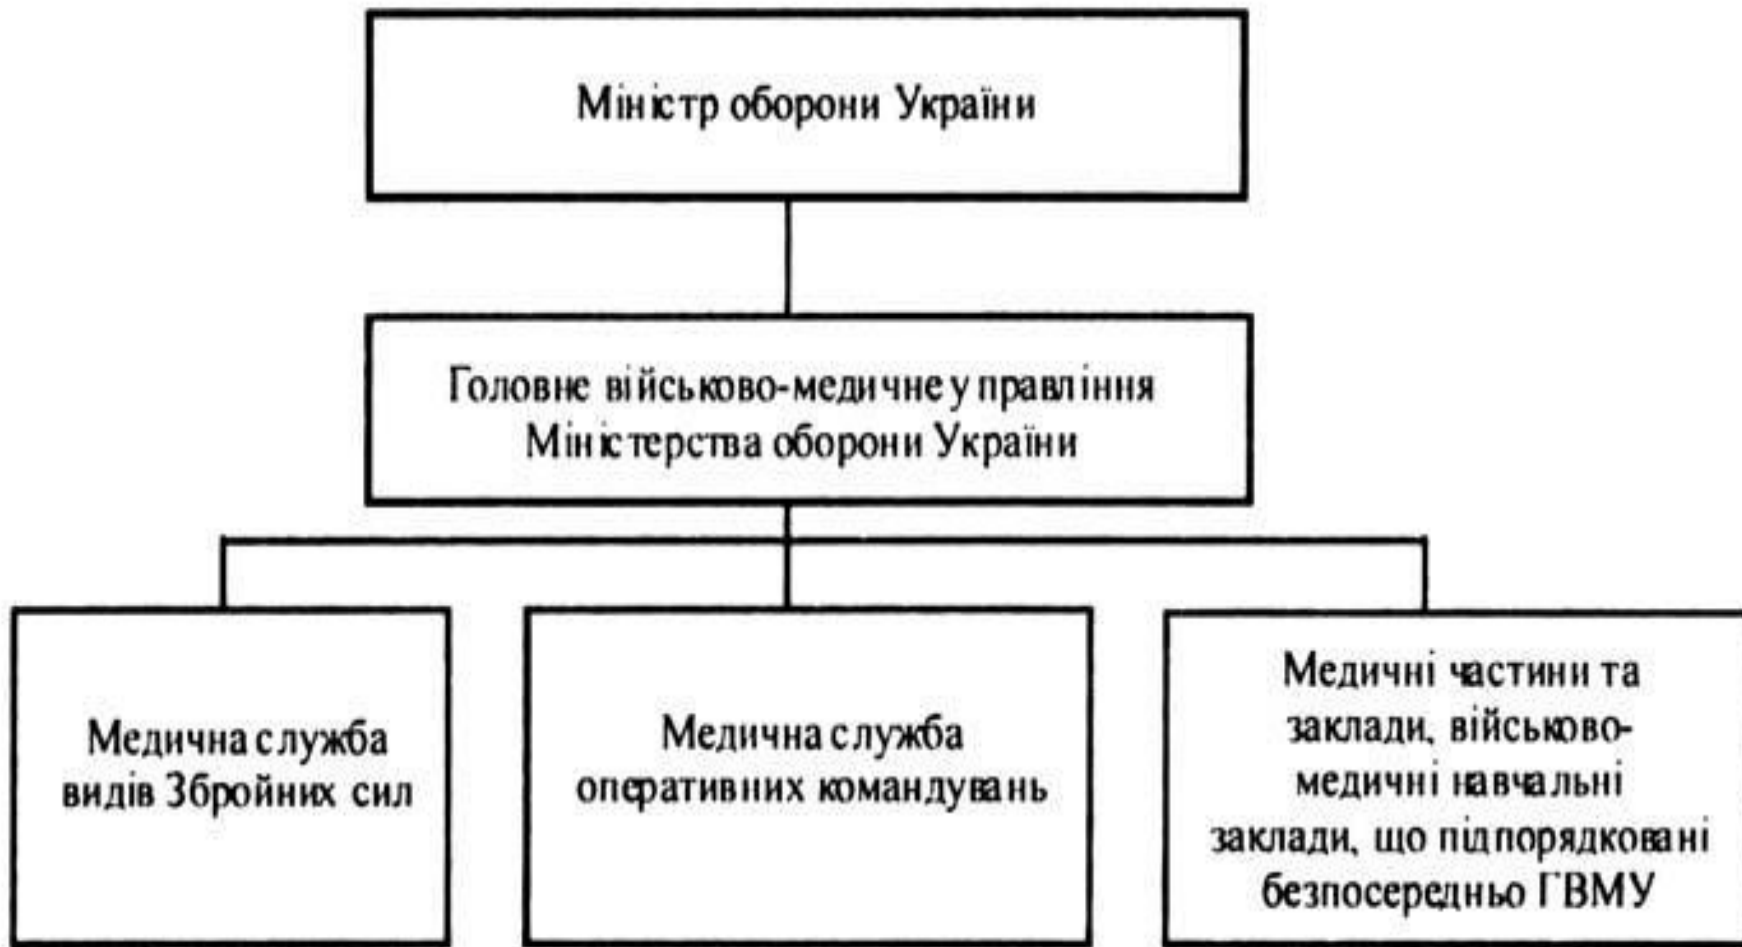 Міністр оборони України
Головне військово-медичне управління
Міністерства оборони України
Медична служба
видів Збройних сил
Медична служба
оперативних командувань
Медичні частини та
заклади, військово-
медичні навчальні
заклади, що підпорядковані
безпосередньо ГВМУ